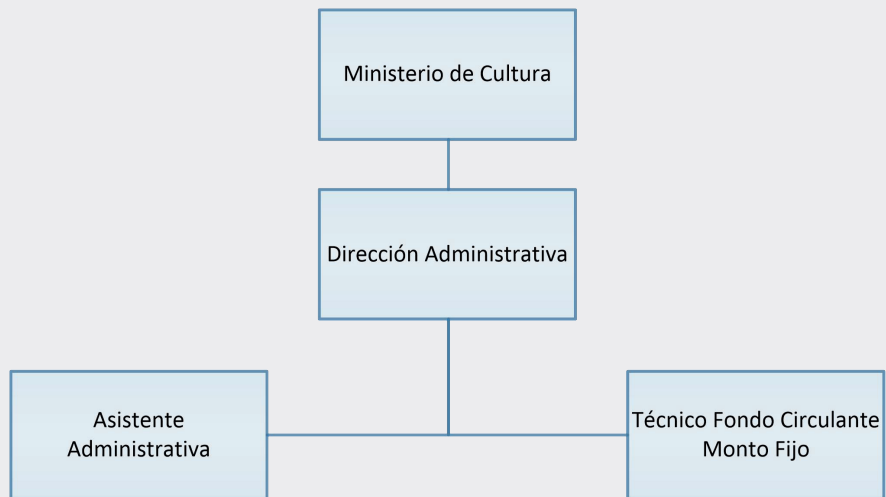 Ministerio de Cultura
Dirección Administrativa
Asistente
Administrativa
Técnico Fondo Circulante
Monto Fijo